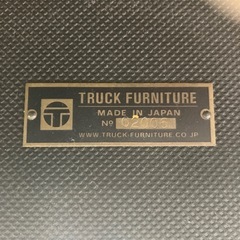 TRUCK FURNITURE
MADE IN JAPAN
No
WWW.TRUCK-FURNITURE.CO.JP